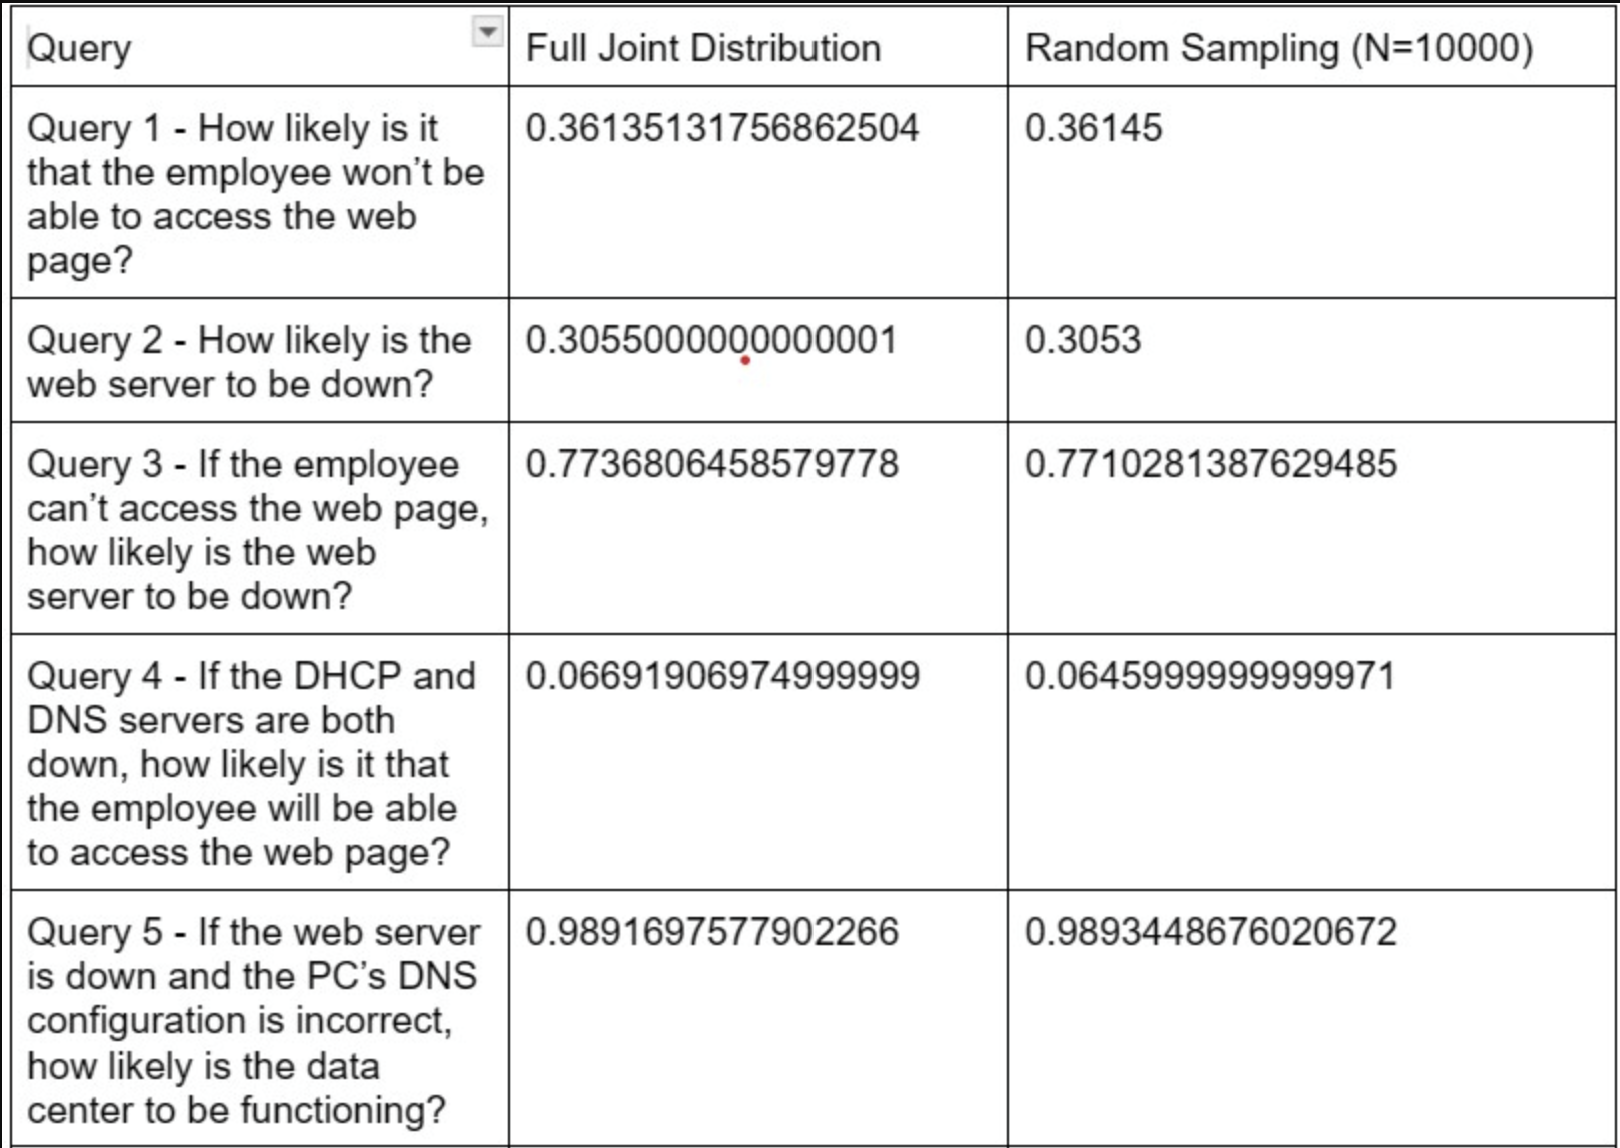 Query
Full Joint Distribution
Random Sampling (N=10000)
Query 1 - How likely is it
that the employee won’t be
able to access the web
page?
0.36135131756862504
0.36145
Query 2 - How likely is the
web server to be down?
0.3055000000000001
0.3053
Query 3 - If the employee
can’t access the web page,
how likely is the web
server to be down?
0.7736806458579778
0.7710281387629485
Query 4 - If the DHCP and
DNS servers are both
down, how likely is it that
the employee will be able
to access the web page?
0.06691906974999999
0.0645999999999971
Query 5 - If the web server
is down and the PC’s DNS
configuration is incorrect,
how likely is the data
center to be functioning?
0.9891697577902266
0.9893448676020672